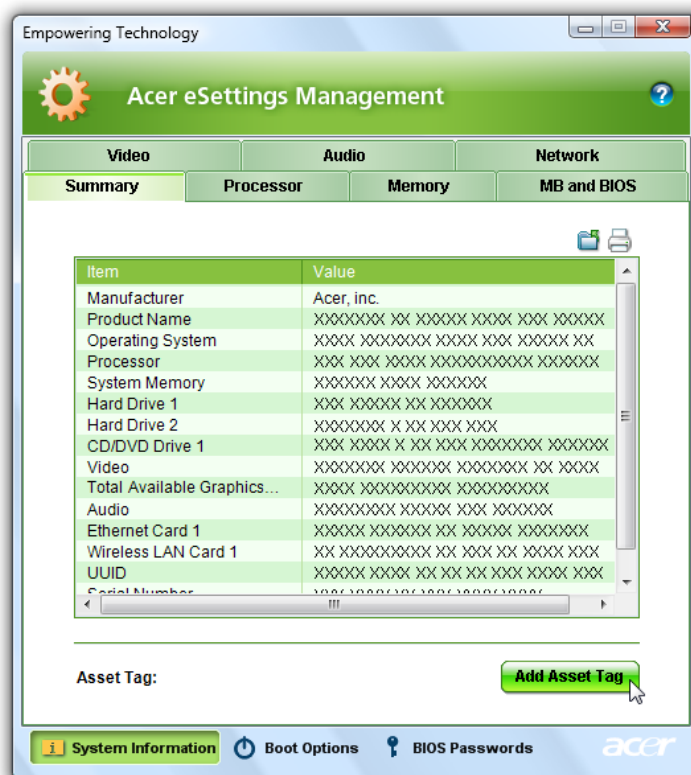 Empowering Technology
Acer eSettings Management
Video Audio Network
Summary Processor Memory MB and BIOS
Item Value
Manufacturer Acer, inc.
Product Name XXXXXXX XX XXXXX XXXX XXX XXXXX
Operating System XXXX XXXXXXX XXXX XXX XXXXX XX
Processor XXX XXX XXXX XXXXXXXXXX XXXXXX
System Memory XXXXXX XXXX XXXXXX
Hard Drive 1 XXX XXXXX XX XXXXXX
Hard Drive 2 XXXXXXX X XX XXX XXX
CD/DVD Drive 1 XXX XXXX X XX XXX XXXXXXX XXXXXX
Video XXXXXXX XXXXXX XXXXXXX XX XXXX
Total Available Graphics... XXXX XXXXXXXXXX XXXXXXXXX
Audio XXXXXX XXXXX XXX XXXXXX
Ethernet Card 1 XXXXXX XXXXXX XX XXXXX XXXXXXX
Wireless LAN Card 1 XX XXXXXXXXX XX XXX XX XXXX XXX
UUID XXXXX XXXX XX XX XX XXX XXXX XXX
Serial Number
Asset Tag: Add Asset Tag
System Information Boot Options BIOS Passwords acer